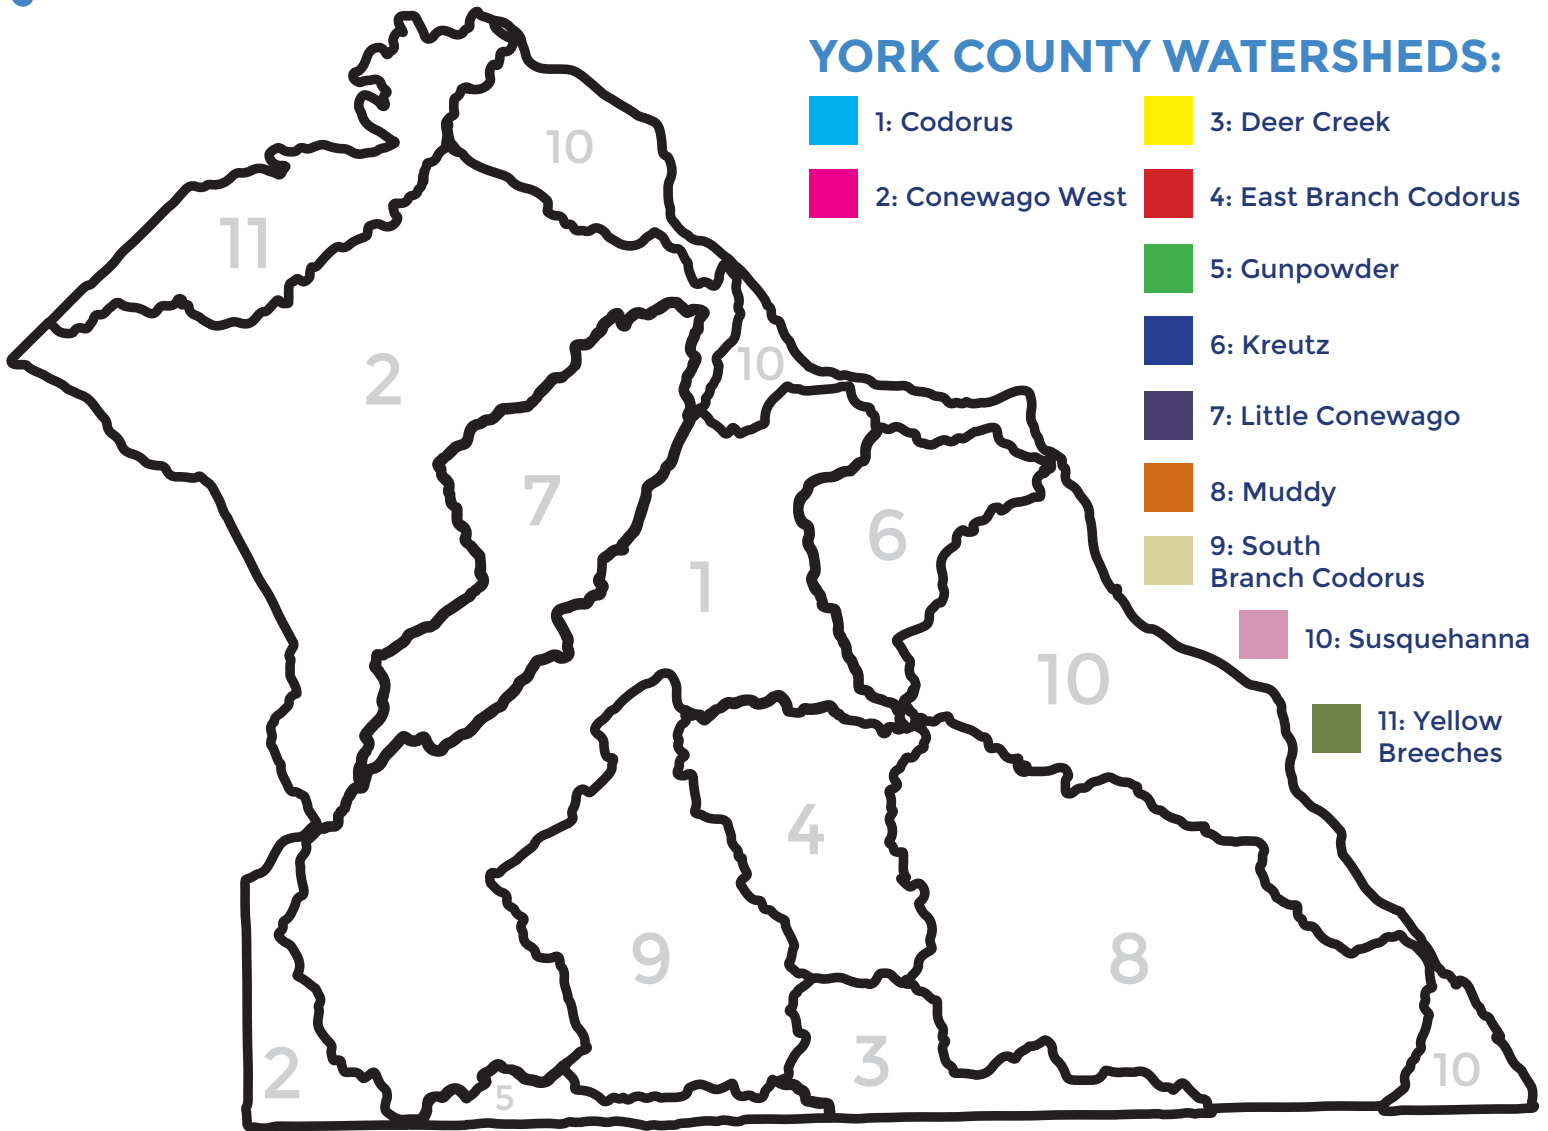 YORK COUNTY WATERSHEDS:
1: Codorus
3: Deer Creek
2: Conewago West
4: East Branch Codorus
5: Gunpowder
6: Kreutz
7: Little Conewago
8: Muddy
9: South
Branch Codorus
10: Susquehanna
11: Yellow
Breeches
10
11
10
2
7
6
1
10
4
9
8
3
2
5
10